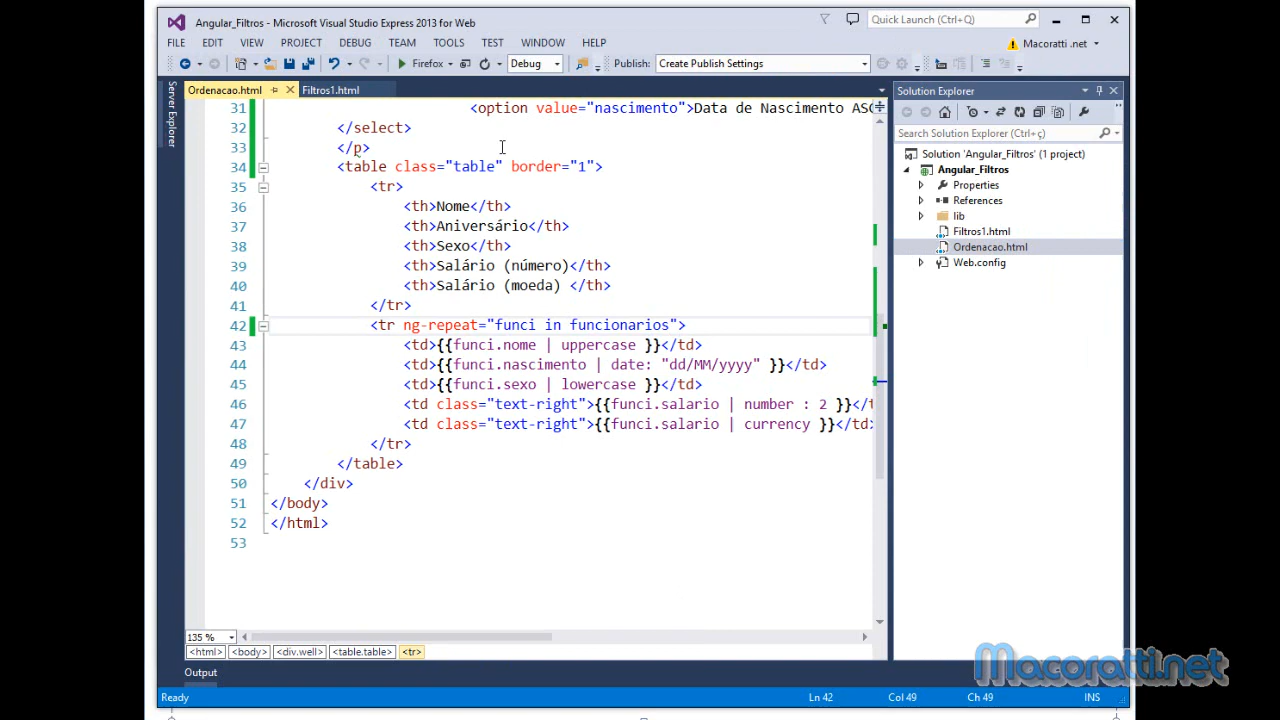 Angular_Filtros - Microsoft Visual Studio Express 2013 for Web
Quick Launch (Ctrl+Q)
FILE EDIT VIEW PROJECT DEBUG TEAM TOOLS TEST WINDOW HELP
Macoratti .net
Firefox Debug Publish: Create Publish Settings
Server Explorer
Ordenacao.html Filtros1.html
31 <option value="nascimento">Data de Nascimento ASC
32 </select>
33 </p>
34 <table class="table" border="1">
35 <tr>
36 <th>Nome</th>
37 <th>Aniversário</th>
38 <th>Sexo</th>
39 <th>Salário (número)</th>
40 <th>Salário (moeda) </th>
41 </tr>
42 <tr ng-repeat="funci in funcionarios">
43 <td>{{funci.nome | uppercase }}</td>
44 <td>{{funci.nascimento | date: "dd/MM/yyyy" }}</td>
45 <td>{{funci.sexo | lowercase }}</td>
46 <td class="text-right">{{funci.salario | number : 2 }}</t
47 <td class="text-right">{{funci.salario | currency }}</td>
48 </tr>
49 </table>
50 </div>
51 </body>
52 </html>
53
135 %
<html> <body> <div.well> <table.table> <tr>
Output
Solution Explorer
Search Solution Explorer (Ctrl+ç)
Solution 'Angular_Filtros' (1 project)
Angular_Filtros
Properties
References
lib
Filtros1.html
Ordenacao.html
Web.config
Macoratti.net
Ready Ln 42 Col 49 Ch 49 INS